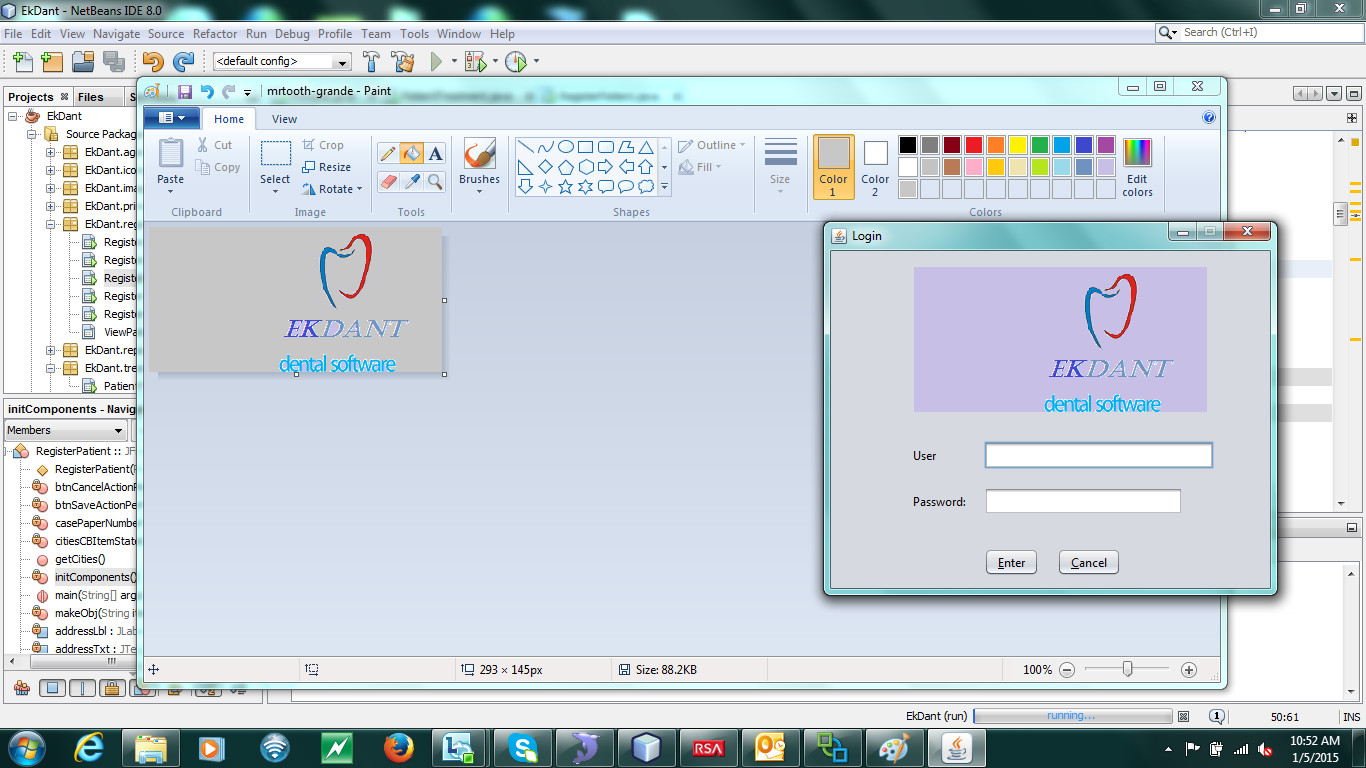 EkDant - NetBeans IDE 8.0
File Edit View Navigate Source Refactor Run Debug Profile Team Tools Window Help
Search (Ctrl+I)
<default config>
mrtooth-grande - Paint
Projects Files
Home View
EkDant
Source Packag
EkDant.ag
EkDant.ico
EkDant.ima
EkDant.pri
EkDant.reg
Registe
Registe
Registe
Registe
Registe
ViewPa
EkDant.rep
EkDant.tre
Patient
Paste
Cut
Copy
Clipboard
Select
Crop
Resize
Rotate
Image
A
Tools
Brushes
Outline
Fill
Shapes
Size
Color 1
Color 2
Edit colors
Colors
EKDANT
dental software
Login
EKDANT
dental software
User
Password:
Enter Cancel
initComponents - Navig
Members
RegisterPatient :: JF
RegisterPatient(
btnCancelActionP
btnSaveActionPe
casePaperNumbe
citiesCBItemState
getCities()
initComponents()
main(String[] arg
makeObj(String it
addressLbl : JLab
addressTxt : JTe
293 × 145px
Size: 88.2KB
100%
EkDant (run)
running...
1
50:61
INS
RSA
10:52 AM
1/5/2015